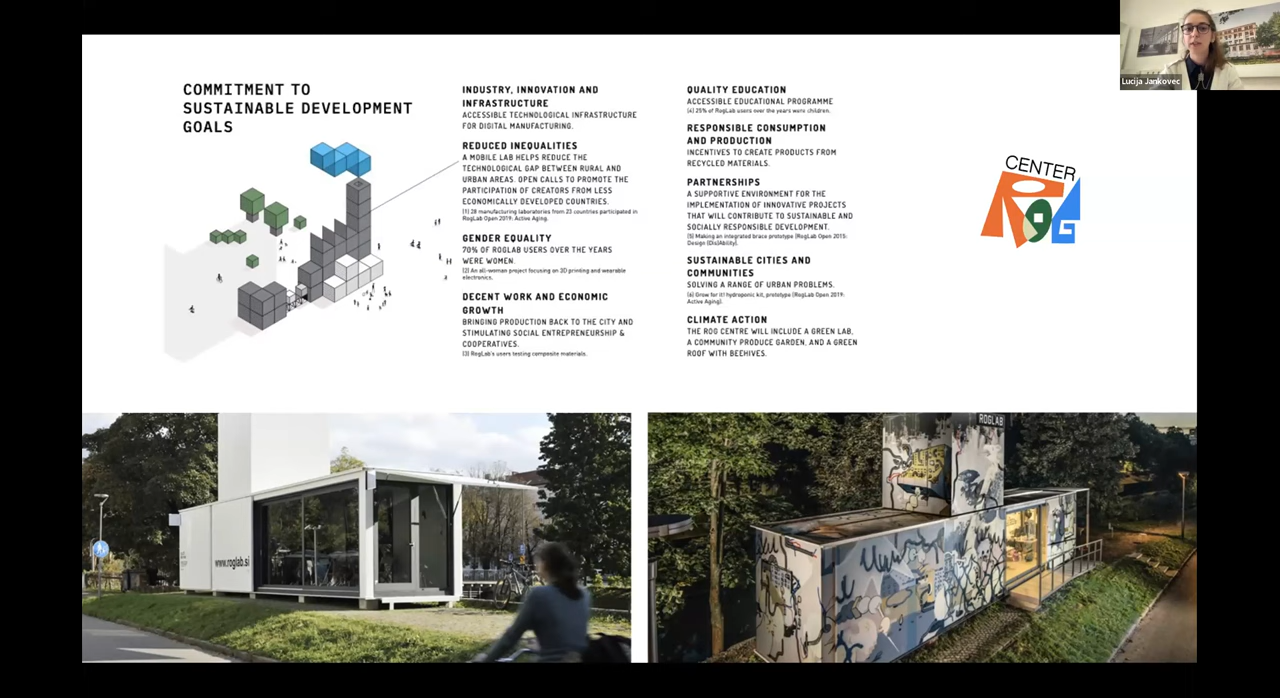 Lucija Jankovec
COMMITMENT TO
SUSTAINABLE DEVELOPMENT
GOALS
INDUSTRY, INNOVATION AND
INFRASTRUCTURE
ACCESSIBLE TECHNOLOGICAL INFRASTRUCTURE
FOR DIGITAL MANUFACTURING.
REDUCED INEQUALITIES
A MOBILE LAB HELPS REDUCE THE
TECHNOLOGICAL GAP BETWEEN RURAL AND
URBAN AREAS. OPEN CALLS TO PROMOTE THE
PARTICIPATION OF CREATORS FROM LESS
ECONOMICALLY DEVELOPED COUNTRIES.
[1] 28 manufacturing laboratories from 23 countries participated in
RogLab Open 2019: Active Aging.
GENDER EQUALITY
70% OF ROGLAB USERS OVER THE YEARS
WERE WOMEN.
[2] An all-woman project focusing on 3D printing and wearable
electronics.
DECENT WORK AND ECONOMIC
GROWTH
BRINGING PRODUCTION BACK TO THE CITY AND
STIMULATING SOCIAL ENTREPRENEURSHIP &
COOPERATIVES.
[3] RogLab's users testing composite materials.
QUALITY EDUCATION
ACCESSIBLE EDUCATIONAL PROGRAMME
[4] 25% of RogLab users over the years were children.
RESPONSIBLE CONSUMPTION
AND PRODUCTION
INCENTIVES TO CREATE PRODUCTS FROM
RECYCLED MATERIALS.
PARTNERSHIPS
A SUPPORTIVE ENVIRONMENT FOR THE
IMPLEMENTATION OF INNOVATIVE PROJECTS
THAT WILL CONTRIBUTE TO SUSTAINABLE AND
SOCIALLY RESPONSIBLE DEVELOPMENT.
[5] Making an integrated brace prototype (RogLab Open 2015:
Design (Dis)Ability).
SUSTAINABLE CITIES AND
COMMUNITIES
SOLVING A RANGE OF URBAN PROBLEMS.
[6] Grow for it! hydroponic kit, prototype (RogLab Open 2019:
Active Aging).
CLIMATE ACTION
THE ROG CENTRE WILL INCLUDE A GREEN LAB,
A COMMUNITY PRODUCE GARDEN, AND A GREEN
ROOF WITH BEEHIVES.
CENTER
ROG
www.roglab.si
ROGLAB